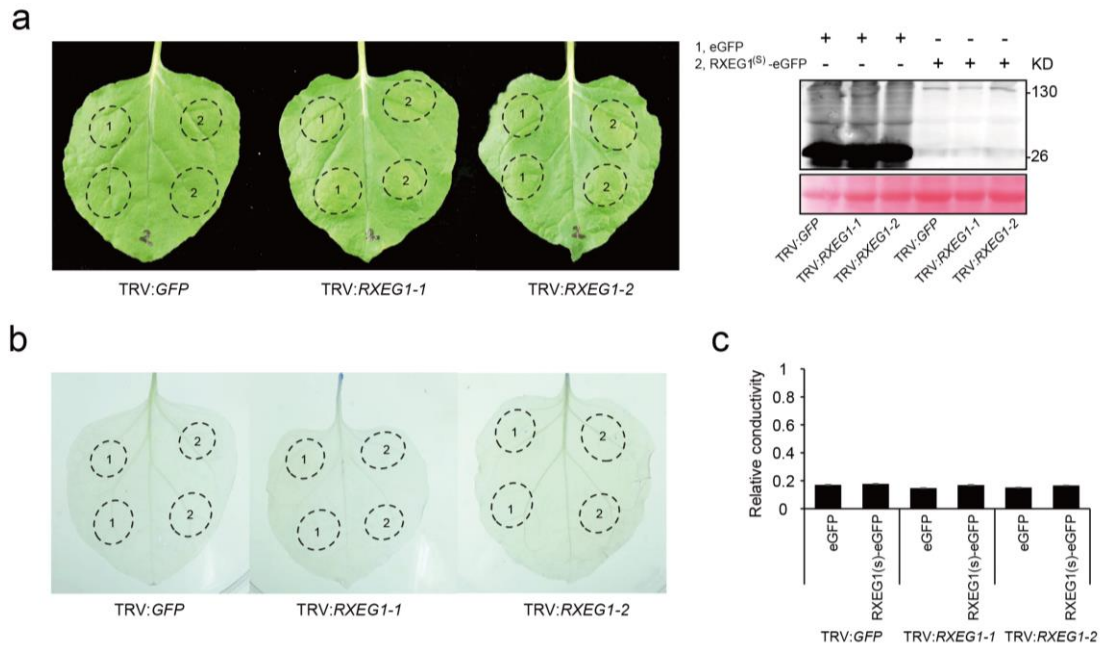 a
1, eGFP
2, RXEG1(S)-eGFP
+ + + - - -
- - - + + + KD
130
26
1 2
1 2
1 2
1 2
1 2
1 2
2
2
2
TRV:GFP TRV:RXEG1-1 TRV:RXEG1-2
TRV:GFP TRV:RXEG1-1 TRV:RXEG1-2 TRV:GFP TRV:RXEG1-1 TRV:RXEG1-2
b
1 2
1 2
1 2
1 2
1 2
1 2
TRV:GFP TRV:RXEG1-1 TRV:RXEG1-2
c
Relative conductivity
1
0.8
0.6
0.4
0.2
0
eGFP
RXEG1(s)-eGFP
eGFP
RXEG1(s)-eGFP
eGFP
RXEG1(s)-eGFP
TRV:GFP TRV:RXEG1-1 TRV:RXEG1-2